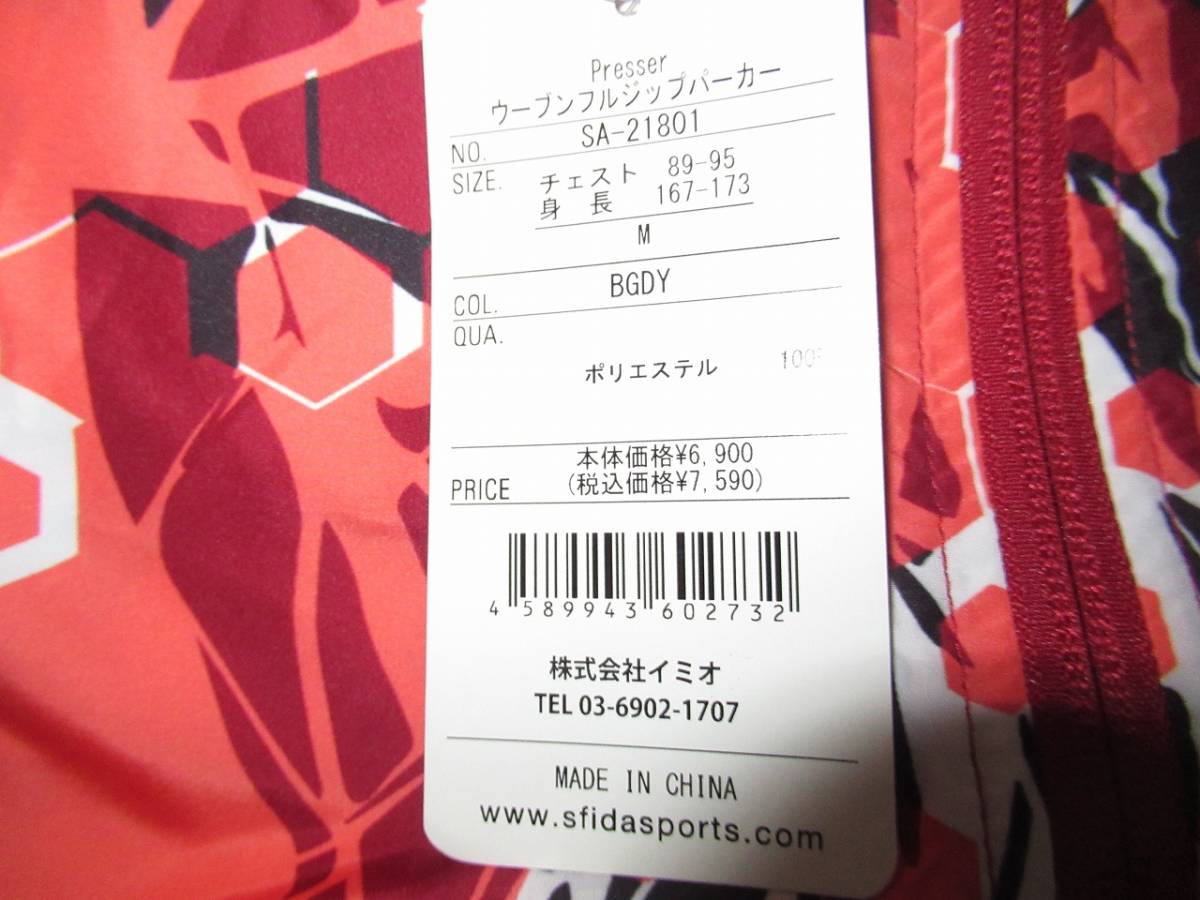 Presser
ウーブンフルジップパーカー
NO. SA-21801
SIZE. チェスト 89-95
身長 167-173
M
COL. BGDY
QUA.
ポリエステル 100%
本体価格¥6,900
PRICE (税込価格¥7,590)
4 589943 602732
株式会社イミオ
TEL 03-6902-1707
MADE IN CHINA
www.sfidasports.com